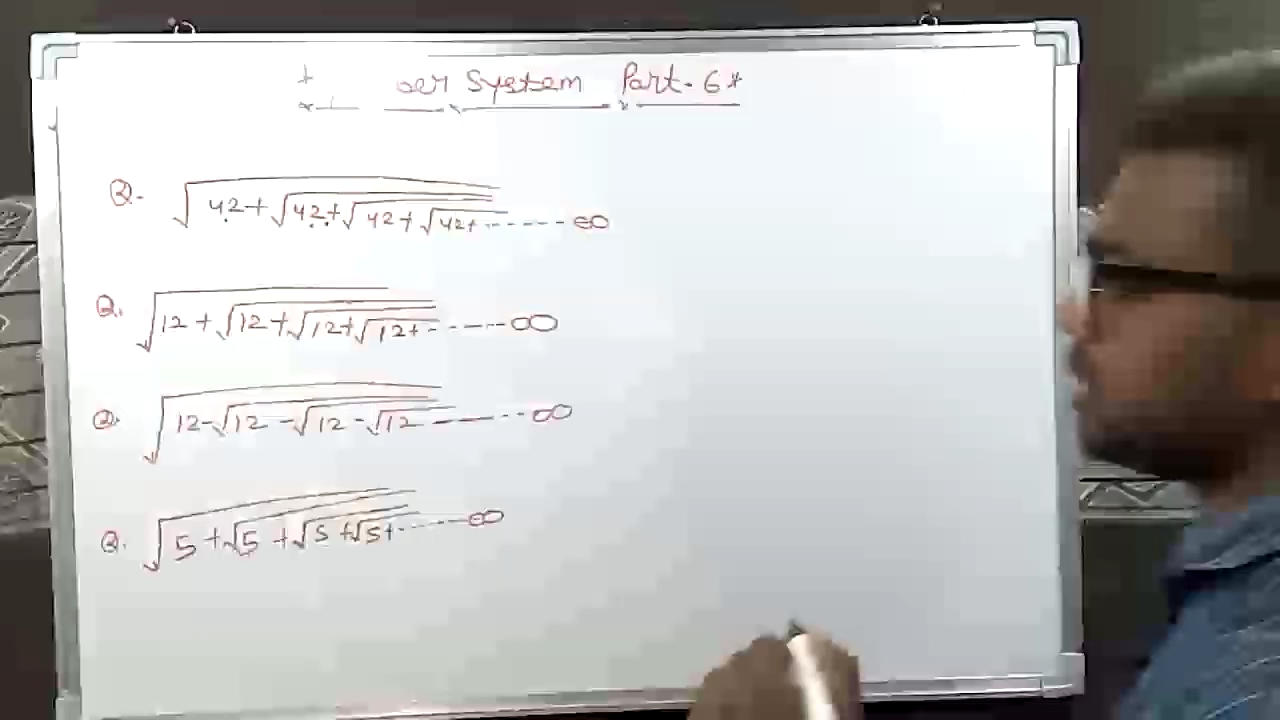 System Part-6*
Q. √42+√42+√42+√42+------∞
Q. √12+√12+√12+√12+------∞
Q. √12-√12-√12-√12------∞
Q. √5+√5+√5+√5+------∞